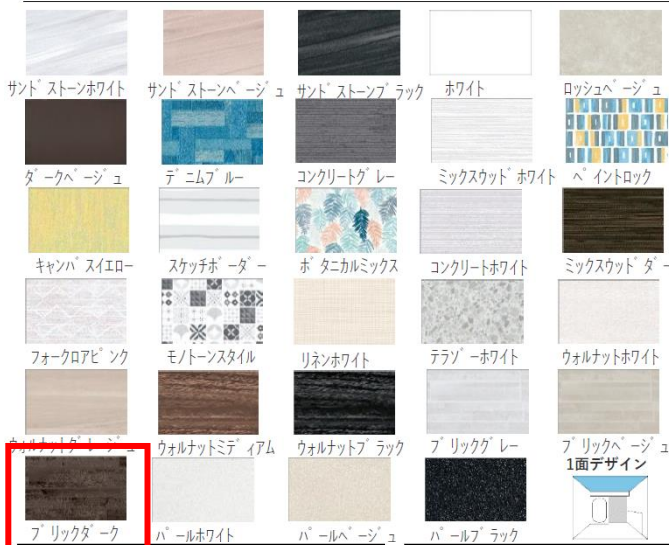 サンドストーンホワイト サンドストーンベージュ サンドストーンブラック ホワイト ロッシュベージュ
ダークベージュ デニムブルー コンクリートグレー ミックスウッドホワイト ペイントロック
キャンバスイエロー スケッチボーダー ボタニカルミックス コンクリートホワイト ミックスウッドダー
フォークロアピンク モノトーンスタイル リネンホワイト テラゾーホワイト ウォルナットホワイト
ウォルナットグレージュ ウォルナットミディアム ウォルナットブラック ブリックグレー ブリックベージュ
1面デザイン
ブリックダーク パールホワイト パールベージュ パールブラック